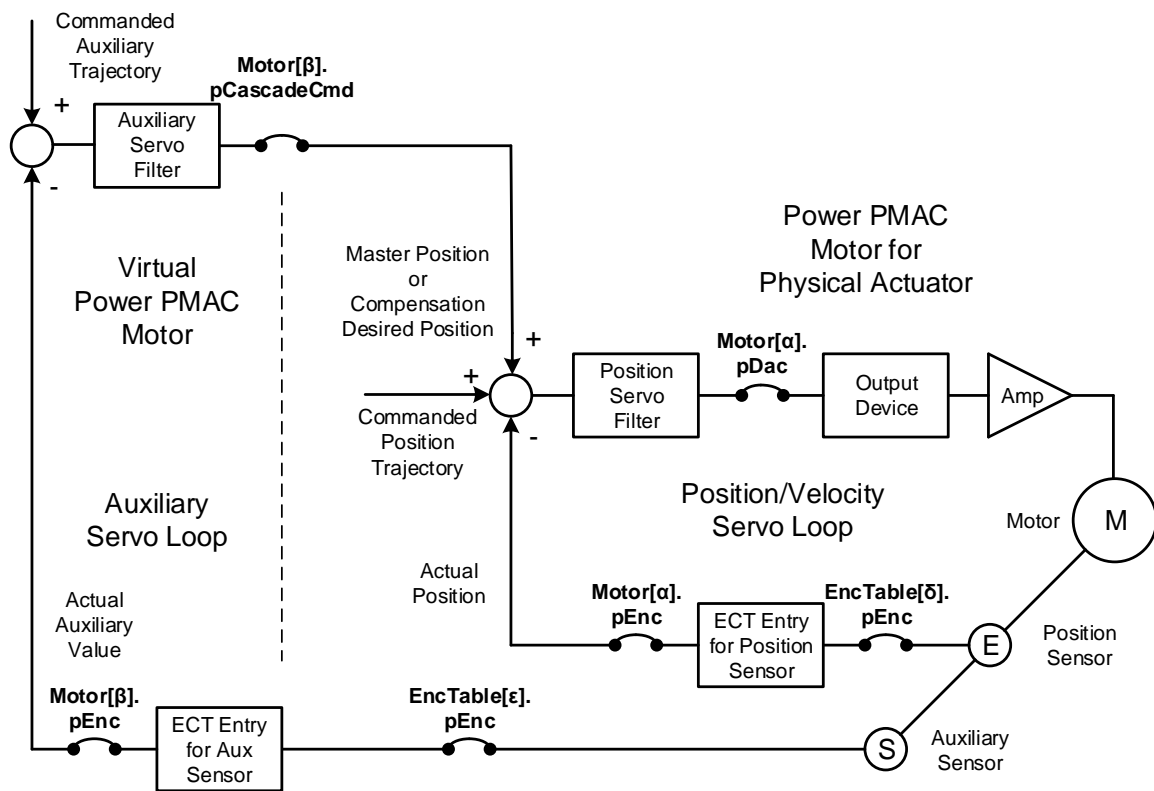 Commanded
Auxiliary
Trajectory
+
-
Auxiliary
Servo
Filter
Motor[β].
pCascadeCmd
Virtual
Power PMAC
Motor
Master Position
or
Compensation
Desired Position
Power PMAC
Motor for
Physical Actuator
+
+
-
Commanded
Position
Trajectory
Position
Servo
Filter
Motor[α].
pDac
Output
Device
Amp
Auxiliary
Servo Loop
Position/Velocity
Servo Loop
Motor
M
Actual
Auxiliary
Value
Actual
Position
Motor[α].
pEnc
ECT Entry
for Position
Sensor
EncTable[δ].
pEnc
E
Position
Sensor
Motor[β].
pEnc
ECT Entry
for Aux
Sensor
EncTable[ε].
pEnc
S
Auxiliary
Sensor